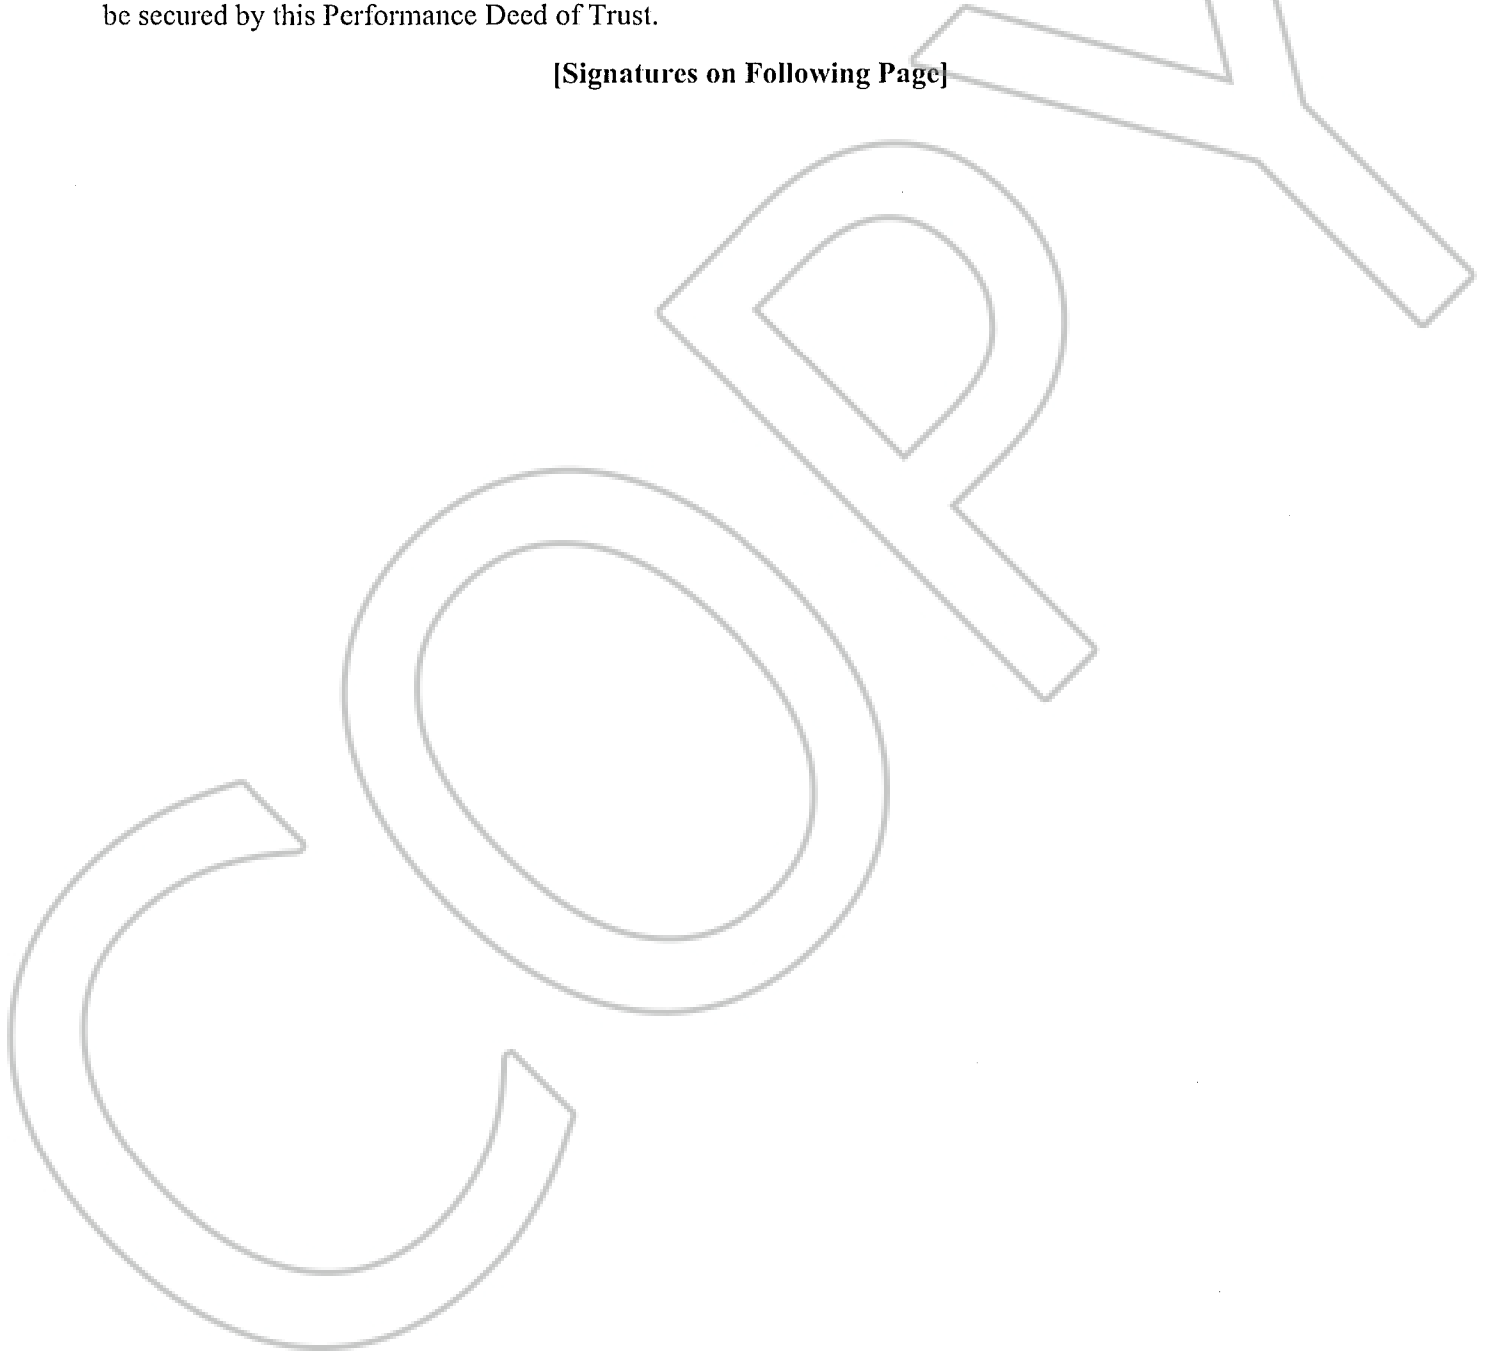 be secured by this Performance Deed of Trust.
[Signatures on Following Page]
COPY